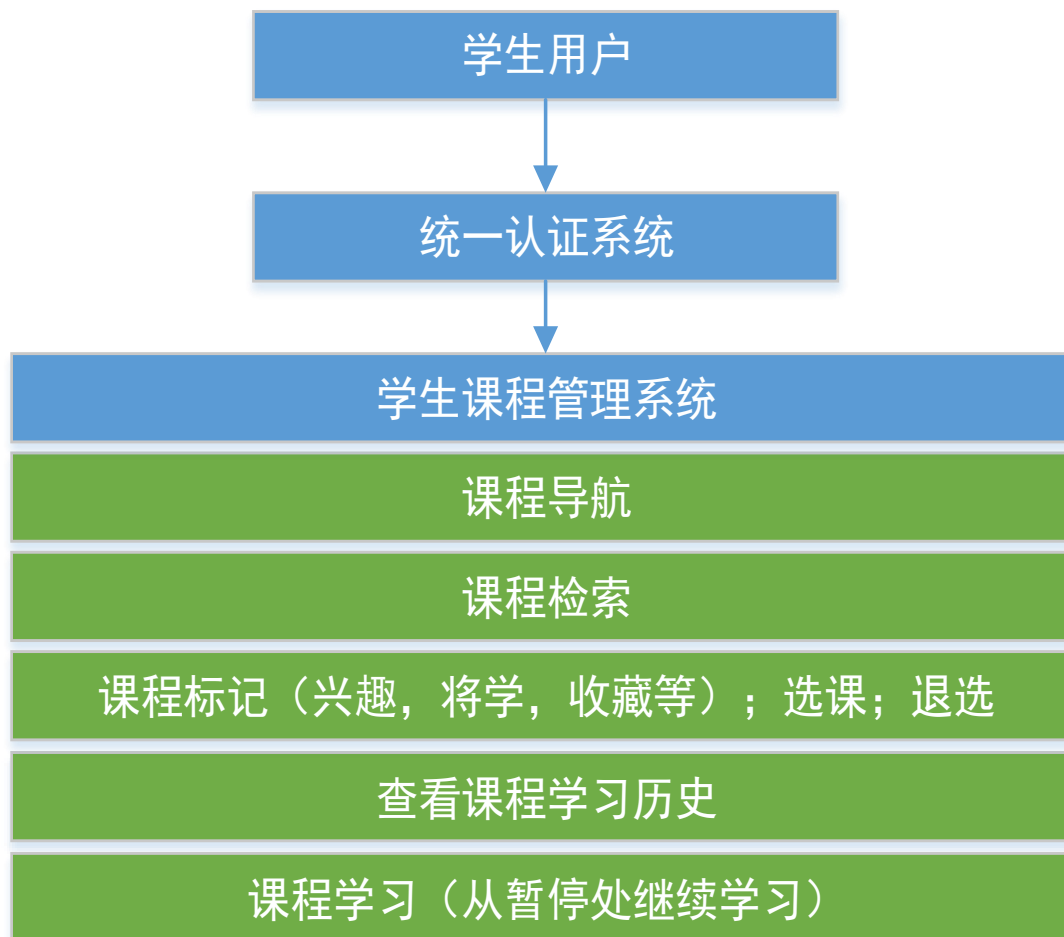 学生用户
统一认证系统
学生课程管理系统
课程导航
课程检索
课程标记（兴趣，将学，收藏等）；选课；退选
查看课程学习历史
课程学习（从暂停处继续学习）